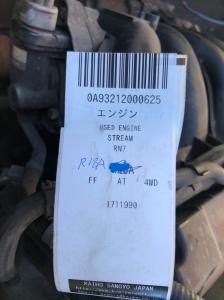 0A93212000625
エンジン
USED ENGINE
STREAM
RN7
R18A
FF AT 4WD
1711990
KAIHO SANGYO JAPAN